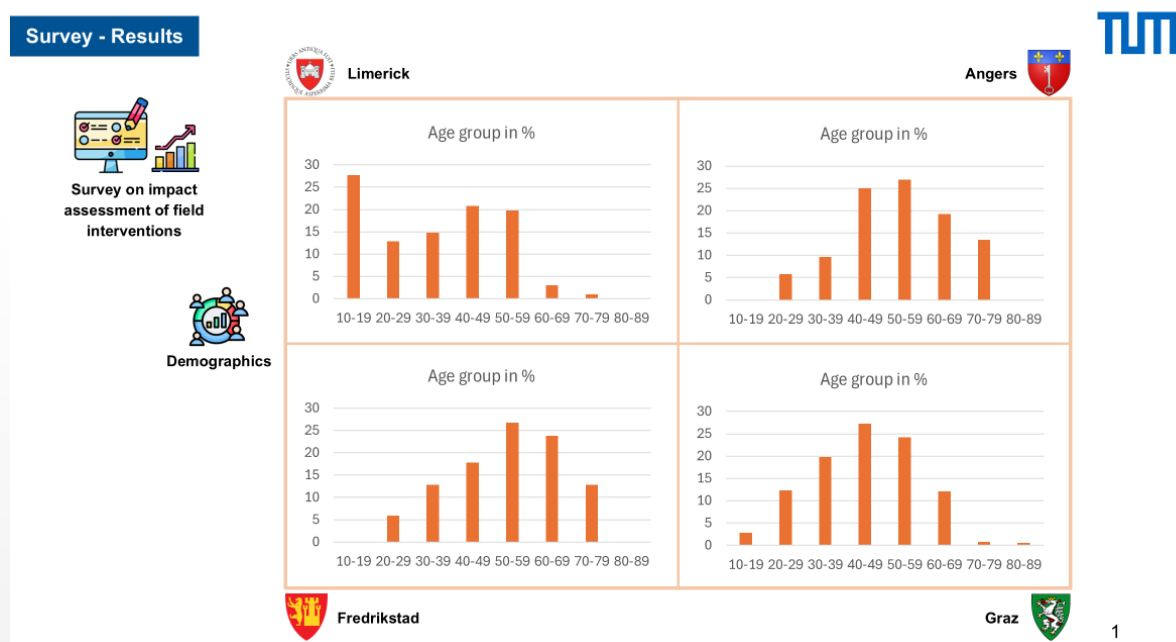 Survey - Results
TUM
Limerick
Angers
Survey on impact
assessment of field
interventions
Demographics
Age group in %
30
25
20
15
10
5
0
10-19 20-29 30-39 40-49 50-59 60-69 70-79 80-89
Age group in %
30
25
20
15
10
5
0
10-19 20-29 30-39 40-49 50-59 60-69 70-79 80-89
Age group in %
30
25
20
15
10
5
0
10-19 20-29 30-39 40-49 50-59 60-69 70-79 80-89
Age group in %
30
25
20
15
10
5
0
10-19 20-29 30-39 40-49 50-59 60-69 70-79 80-89
Fredrikstad
Graz
1